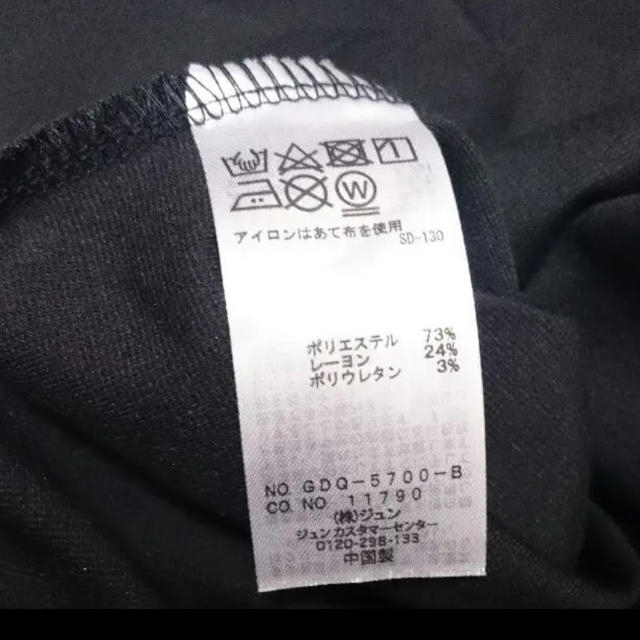 W
アイロンはあて布を使用
SD-130
ポリエステル 73%
レーヨン 24%
ポリウレタン 3%
NO GDQ-5700-B
CO NO 11790
(株)ジュン
ジュン カスタマーセンター
0120-298-133
中国製